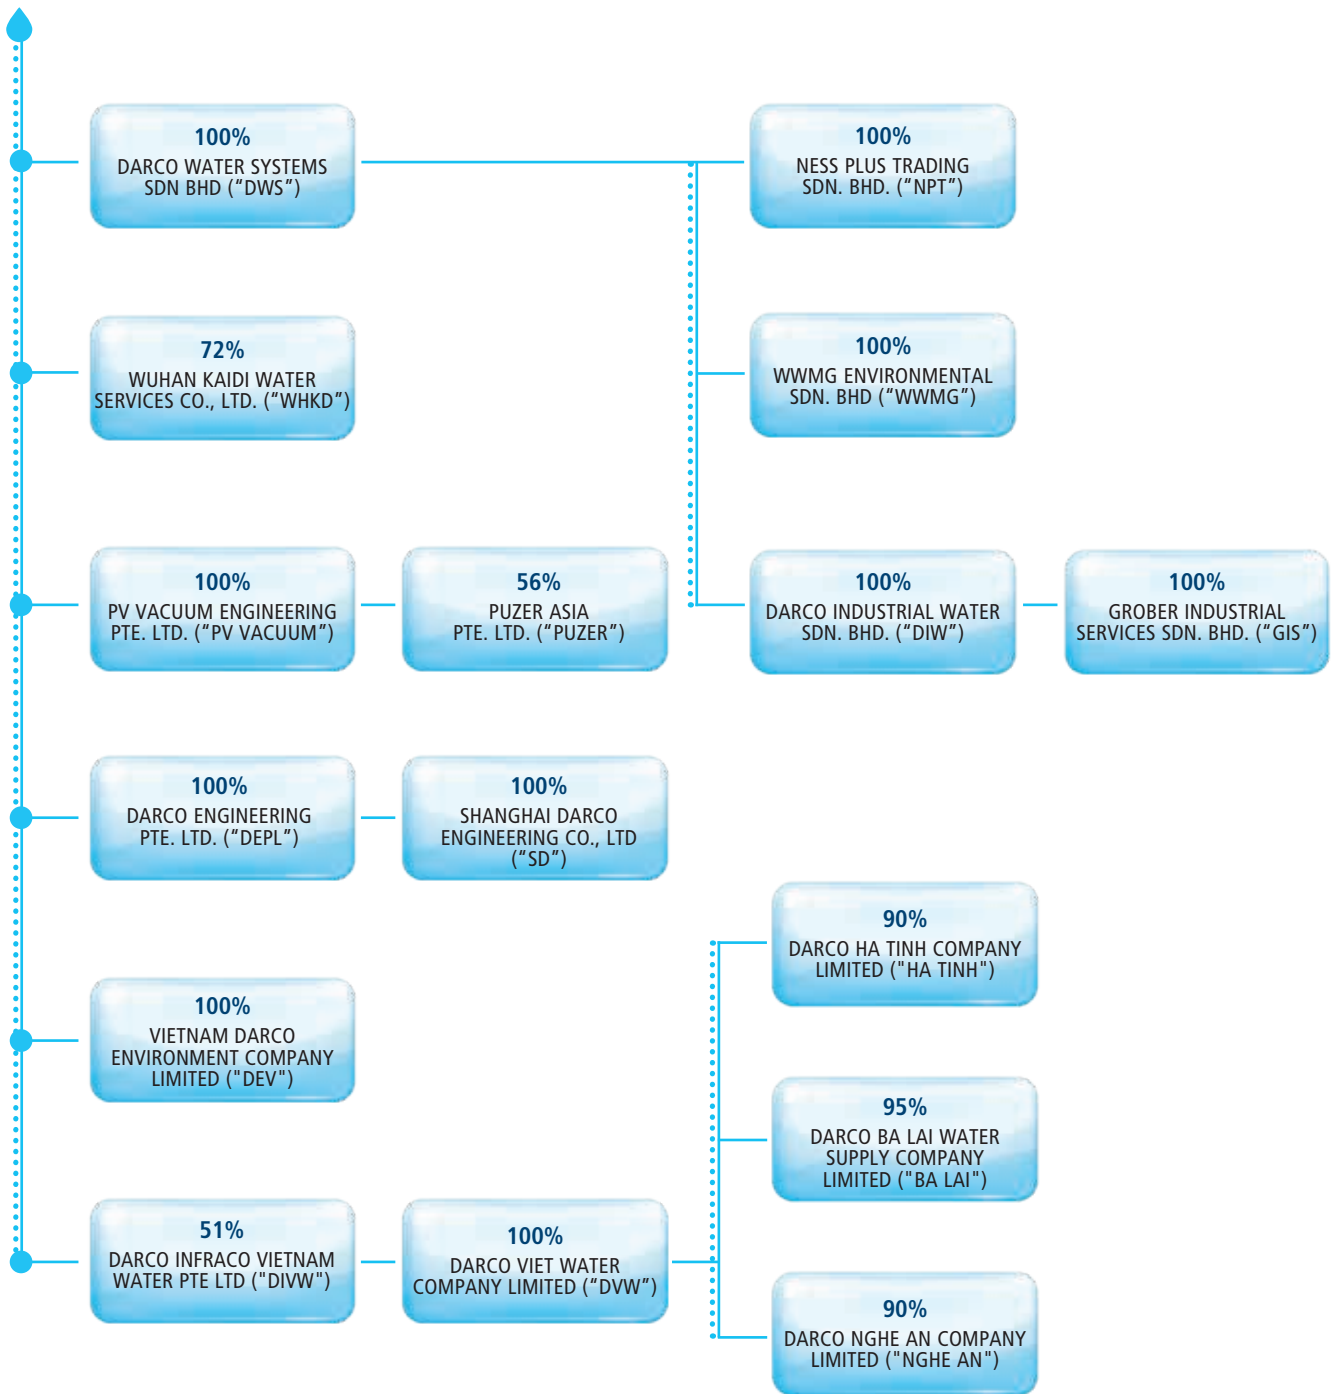 100%
DARCO WATER SYSTEMS
SDN BHD (“DWS”)
100%
NESS PLUS TRADING
SDN. BHD. (“NPT”)
72%
WUHAN KAIDI WATER
SERVICES CO., LTD. (“WHKD”)
100%
WWMG ENVIRONMENTAL
SDN. BHD (“WWMG”)
100%
PV VACUUM ENGINEERING
PTE. LTD. (“PV VACUUM”)
56%
PUZER ASIA
PTE. LTD. (“PUZER”)
100%
DARCO INDUSTRIAL WATER
SDN. BHD. (“DIW”)
100%
GROBER INDUSTRIAL
SERVICES SDN. BHD. (“GIS”)
100%
DARCO ENGINEERING
PTE. LTD. (“DEPL”)
100%
SHANGHAI DARCO
ENGINEERING CO., LTD
(“SD”)
100%
VIETNAM DARCO
ENVIRONMENT COMPANY
LIMITED ("DEV")
51%
DARCO INFRACO VIETNAM
WATER PTE LTD ("DIVW")
100%
DARCO VIET WATER
COMPANY LIMITED (“DVW”)
90%
DARCO HA TINH COMPANY
LIMITED ("HA TINH")
95%
DARCO BA LAI WATER
SUPPLY COMPANY
LIMITED ("BA LAI")
90%
DARCO NGHE AN COMPANY
LIMITED ("NGHE AN")